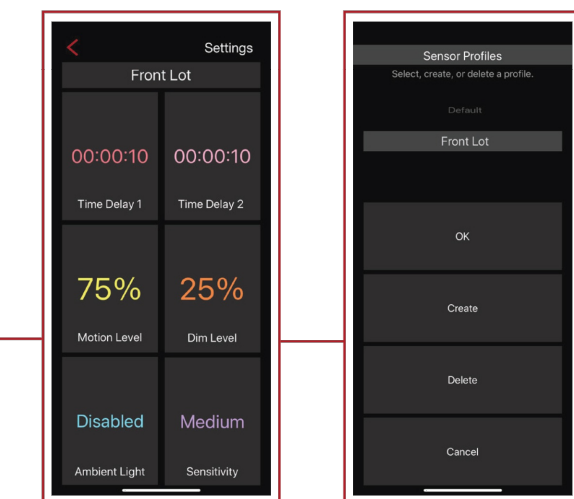 Settings
Front Lot
00:00:10
00:00:10
Time Delay 1
Time Delay 2
75%
25%
Motion Level
Dim Level
Disabled
Medium
Ambient Light
Sensitivity
Sensor Profiles
Select, create, or delete a profile.
Default
Front Lot
OK
Create
Delete
Cancel